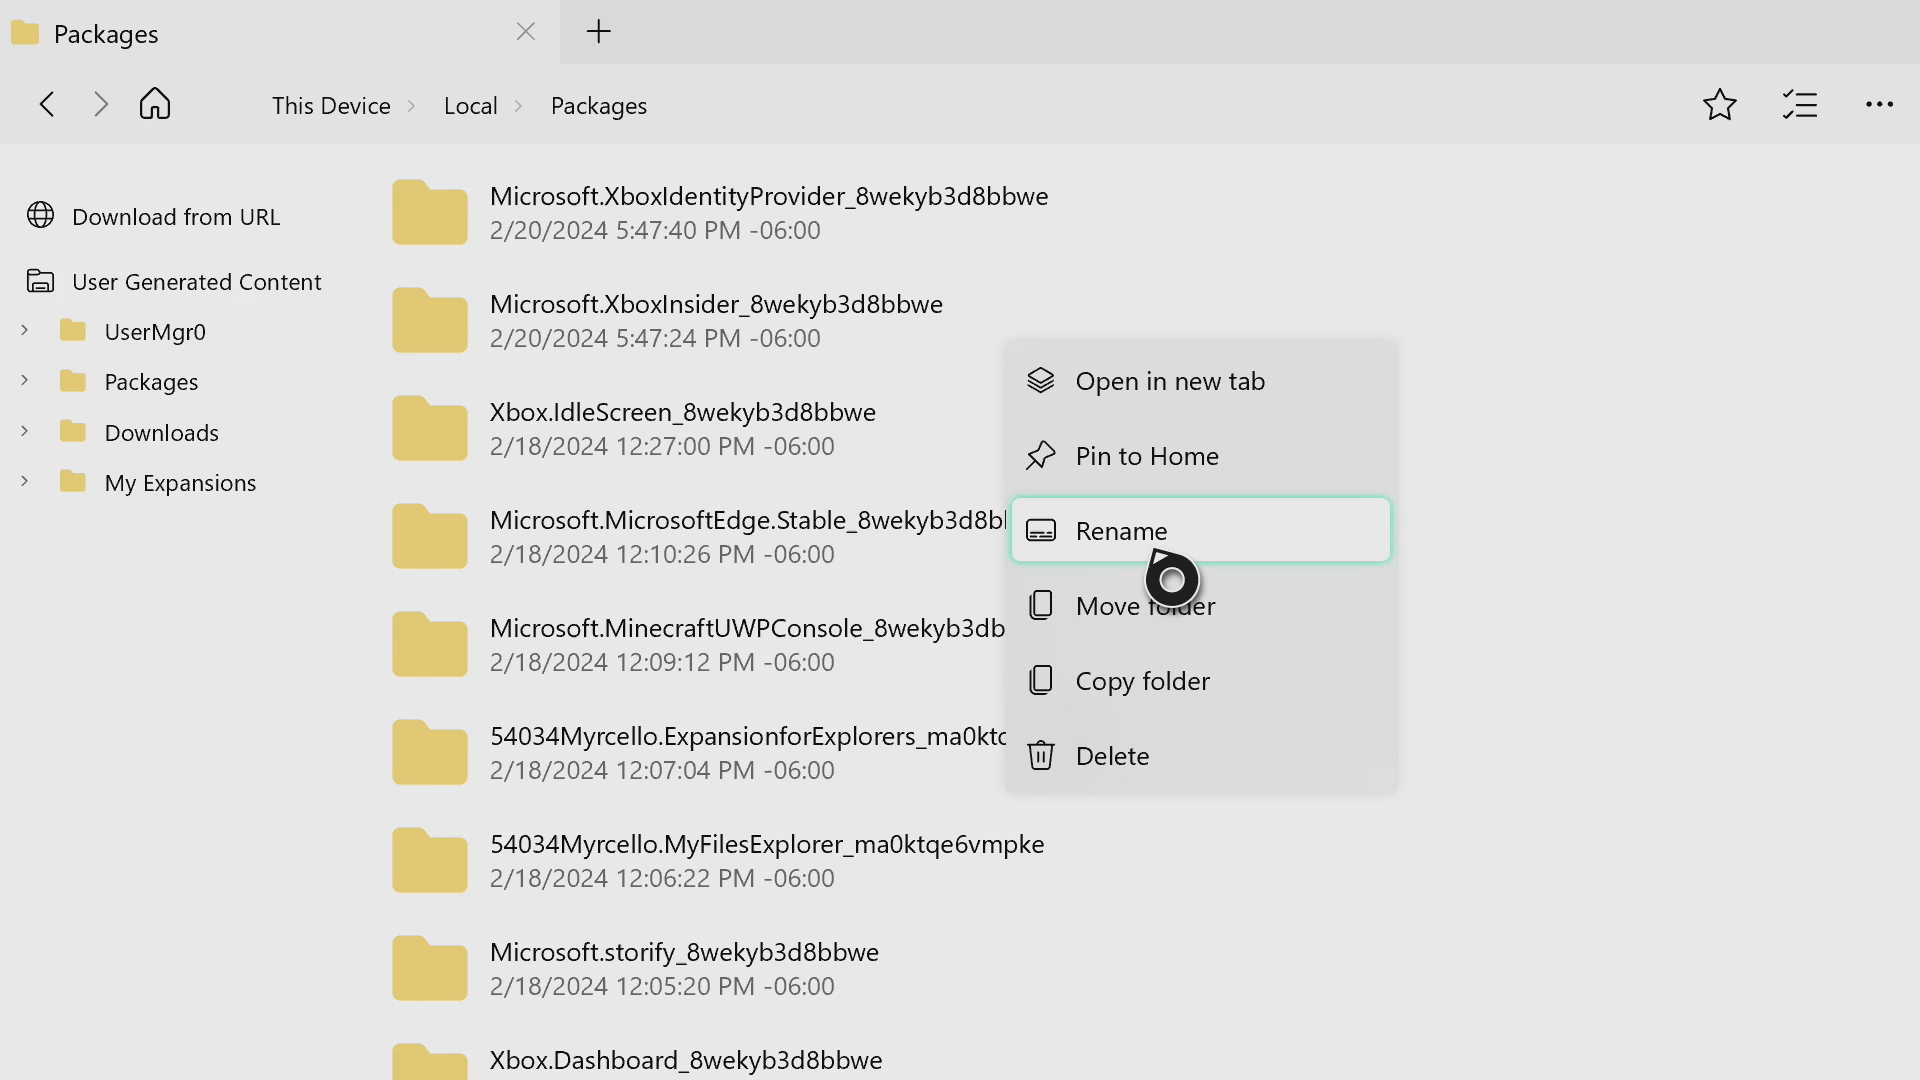 Packages
This Device
Local
Packages
Download from URL
User Generated Content
UserMgr0
Packages
Downloads
My Expansions
Microsoft.XboxIdentityProvider_8wekyb3d8bbwe
2/20/2024 5:47:40 PM -06:00
Microsoft.XboxInsider_8wekyb3d8bbwe
2/20/2024 5:47:24 PM -06:00
Xbox.IdleScreen_8wekyb3d8bbwe
2/18/2024 12:27:00 PM -06:00
Microsoft.MicrosoftEdge.Stable_8wekyb3d8b
2/18/2024 12:10:26 PM -06:00
Microsoft.MinecraftUWPConsole_8wekyb3db
2/18/2024 12:09:12 PM -06:00
54034Myrcello.ExpansionforExplorers_ma0ktc
2/18/2024 12:07:04 PM -06:00
54034Myrcello.MyFilesExplorer_ma0ktqe6vmpke
2/18/2024 12:06:22 PM -06:00
Microsoft.storify_8wekyb3d8bbwe
2/18/2024 12:05:20 PM -06:00
Xbox.Dashboard_8wekyb3d8bbwe
Open in new tab
Pin to Home
Rename
Move folder
Copy folder
Delete